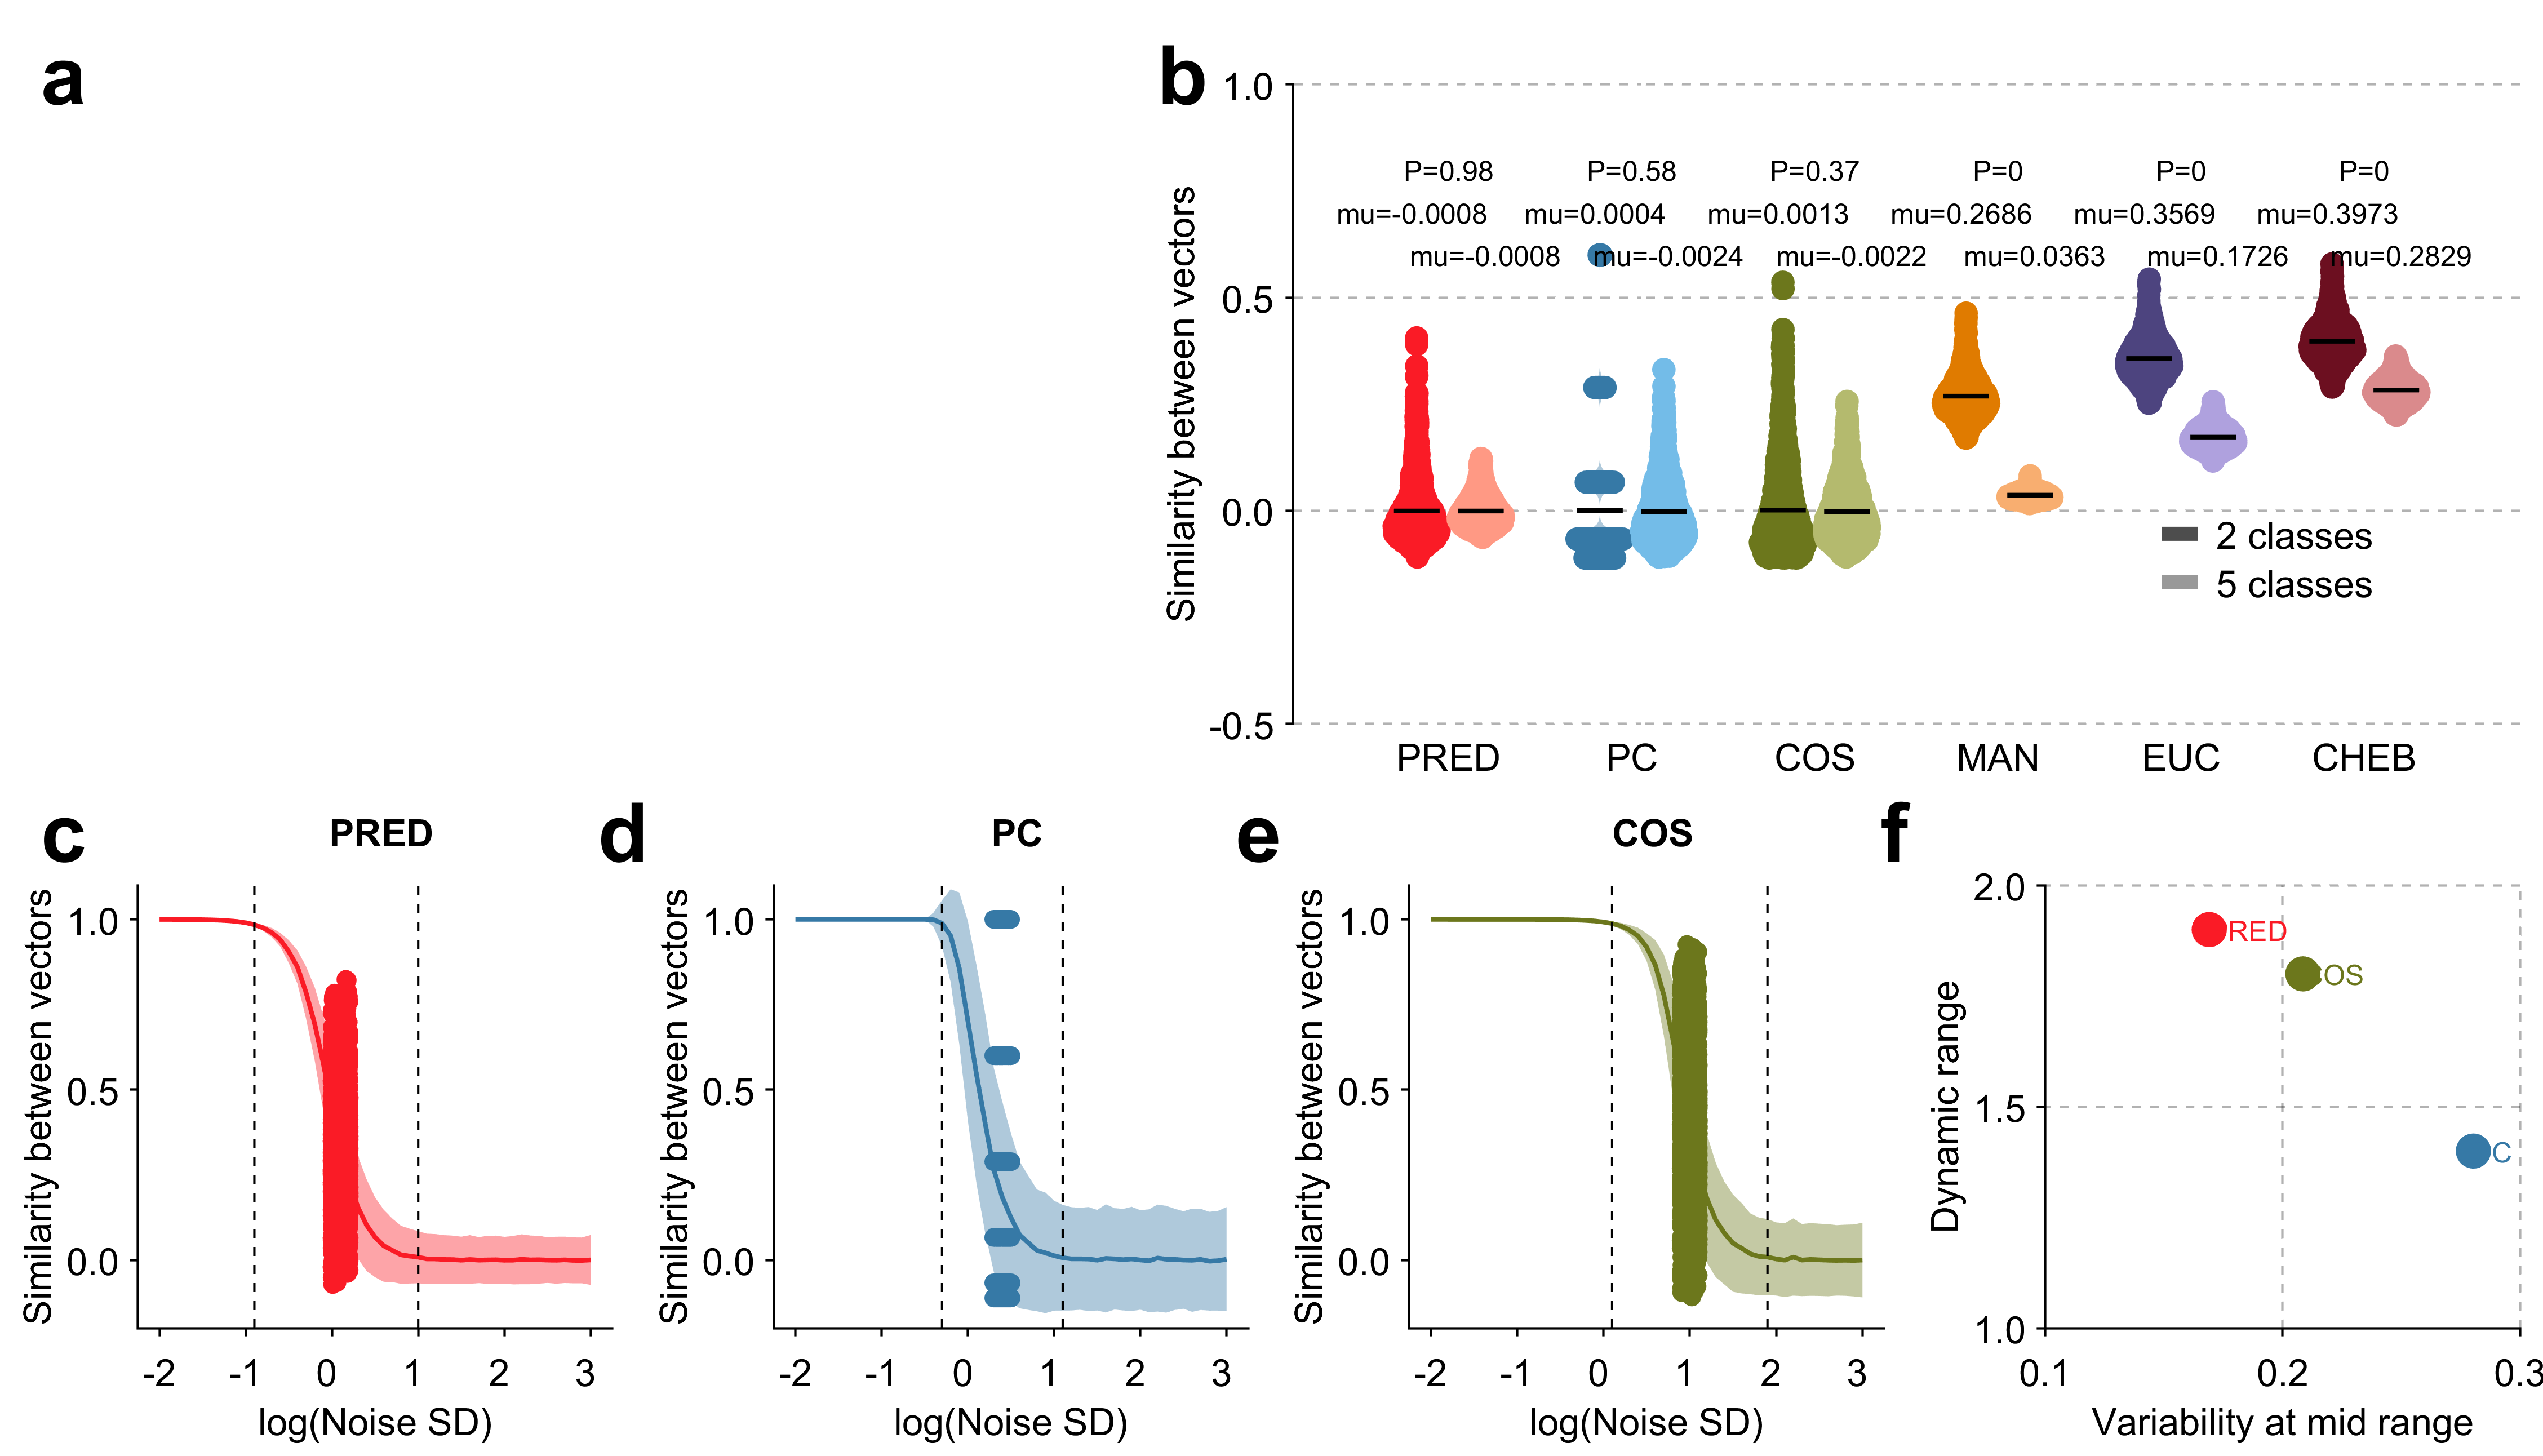 a
b
Similarity between vectors
1.0
0.5
0.0
-0.5
P=0.98 P=0.58 P=0.37 P=0 P=0 P=0
mu=-0.0008 mu=0.0004 mu=0.0013 mu=0.2686 mu=0.3569 mu=0.3973
mu=-0.0008 mu=-0.0024 mu=-0.0022 mu=0.0363 mu=0.1726 mu=0.2829
2 classes
5 classes
PRED PC COS MAN EUC CHEB
c
PRED
Similarity between vectors
1.0
0.5
0.0
-2 -1 0 1 2 3
log(Noise SD)
d
PC
Similarity between vectors
1.0
0.5
0.0
-2 -1 0 1 2 3
log(Noise SD)
e
COS
Similarity between vectors
1.0
0.5
0.0
-2 -1 0 1 2 3
log(Noise SD)
f
Dynamic range
2.0
1.5
1.0
RED
OS
C
0.1 0.2 0.3
Variability at mid range